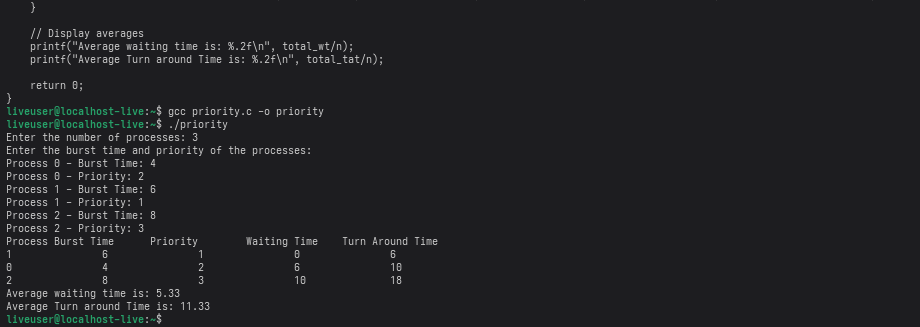 }

    // Display averages
    printf("Average waiting time is: %.2f\n", total_wt/n);
    printf("Average Turn around Time is: %.2f\n", total_tat/n);

    return 0;
}
liveuser@localhost-live:~$ gcc priority.c -o priority
liveuser@localhost-live:~$ ./priority
Enter the number of processes: 3
Enter the burst time and priority of the processes:
Process 0 - Burst Time: 4
Process 0 - Priority: 2
Process 1 - Burst Time: 6
Process 1 - Priority: 1
Process 2 - Burst Time: 8
Process 2 - Priority: 3
Process Burst Time      Priority        Waiting Time    Turn Around Time
1               6               1               0               6
0               4               2               6               10
2               8               3               10              18
Average waiting time is: 5.33
Average Turn around Time is: 11.33
liveuser@localhost-live:~$